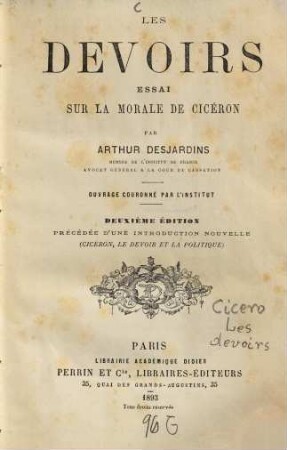 C
LES
DEVOIRS
ESSAI
SUR LA MORALE DE CICÉRON
PAR
ARTHUR DESJARDINS
MEMBRE DE L'INSTITUT DE FRANCE
AVOCAT GÉNÉRAL A LA COUR DE CASSATION
OUVRAGE COURONNÉ PAR L'INSTITUT
DEUXIÈME ÉDITION
PRÉCÉDÉE D'UNE INTRODUCTION NOUVELLE
(CICÉRON, LE DEVOIR ET LA POLITIQUE)
Cicero
Les
devoirs
PARIS
LIBRAIRIE ACADÉMIQUE DIDIER
PERRIN ET Cie, LIBRAIRES-ÉDITEURS
35, QUAI DES GRANDS-AUGUSTINS, 35
1893
Tous droits réservés